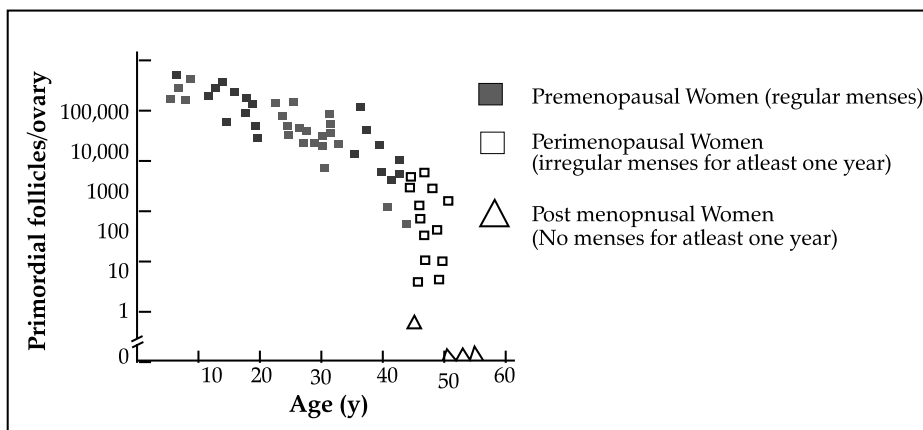 Primordial follicles/ovary
100,000
10,000
1000
100
10
1
0
10
20
30
40
50
60
Age (y)
Premenopausal Women (regular menses)
Perimenopausal Women
(irregular menses for atleast one year)
Post menopnusal Women
(No menses for atleast one year)